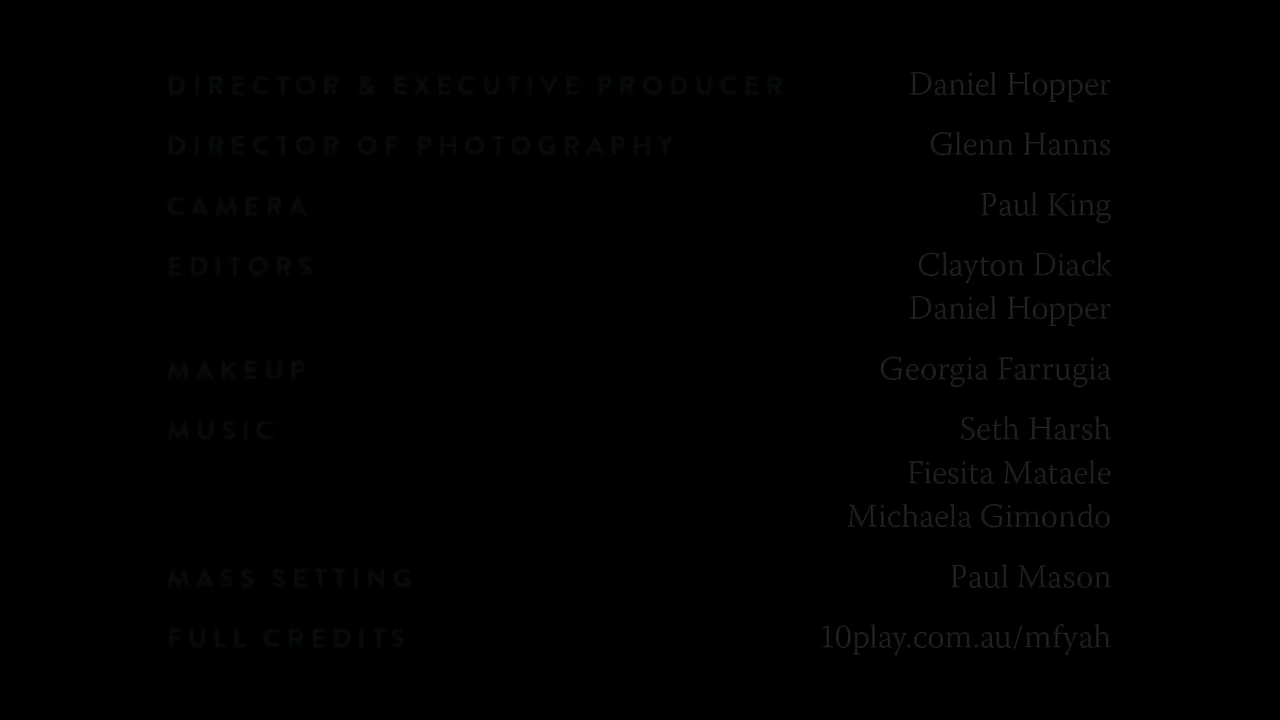 DIRECTOR & EXECUTIVE PRODUCER Daniel Hopper
DIRECTOR OF PHOTOGRAPHY Glenn Hanns
CAMERA Paul King
EDITORS Clayton Diack
Daniel Hopper
MAKEUP Georgia Farrugia
MUSIC Seth Harsh
Fiesita Mataele
Michaela Gimondo
MASS SETTING Paul Mason
FULL CREDITS 10play.com.au/mfyah